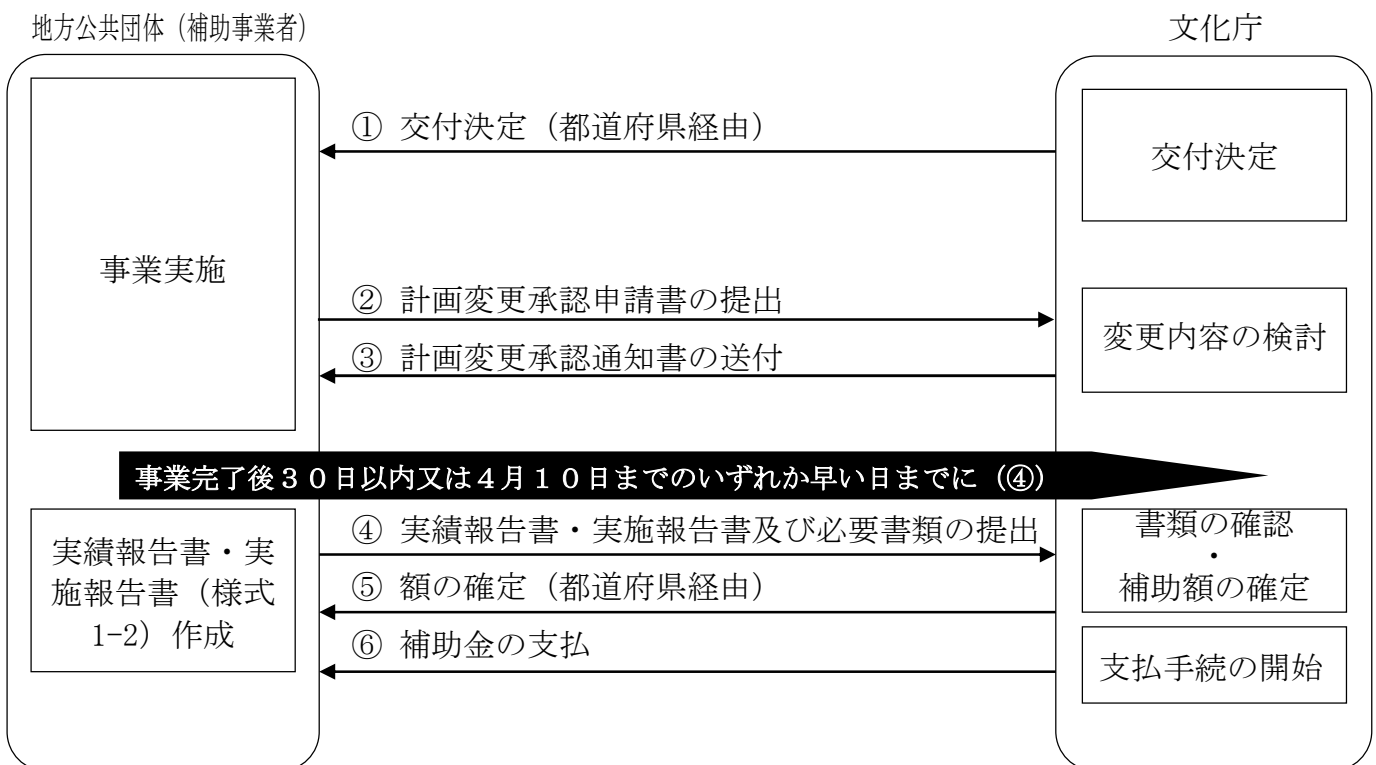 地方公共団体（補助事業者）
文化庁
① 交付決定（都道府県経由）
交付決定
事業実施
② 計画変更承認申請書の提出
変更内容の検討
③ 計画変更承認通知書の送付
事業完了後３０日以内又は４月１０日までのいずれか早い日までに（④）
④ 実績報告書・実施報告書及び必要書類の提出
書類の確認
・
補助額の確定
実績報告書・実
施報告書（様式
1-2）作成
⑤ 額の確定（都道府県経由）
⑥ 補助金の支払
支払手続の開始